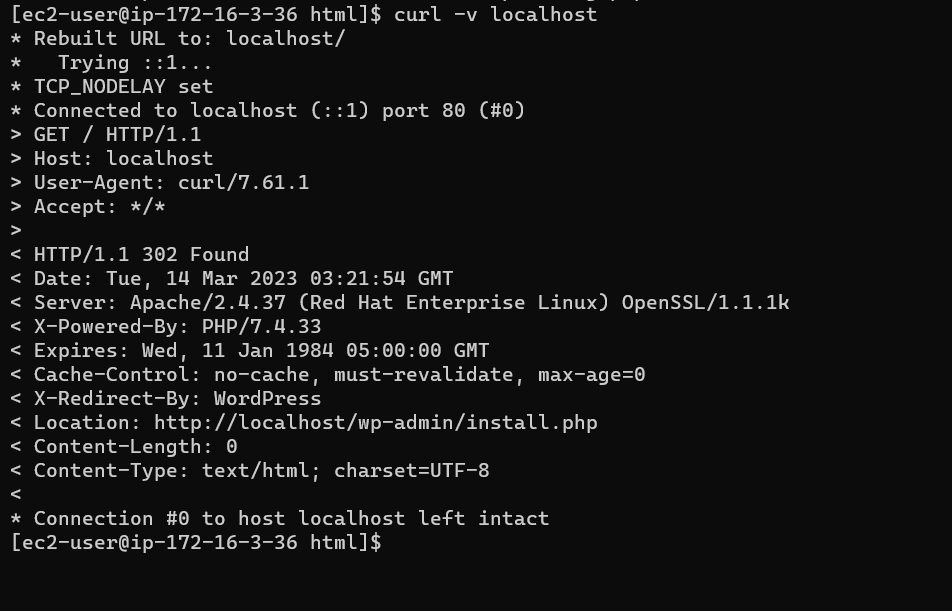 [ec2-user@ip-172-16-3-36 html]$ curl -v localhost
* Rebuilt URL to: localhost/
*   Trying ::1...
* TCP_NODELAY set
* Connected to localhost (::1) port 80 (#0)
> GET / HTTP/1.1
> Host: localhost
> User-Agent: curl/7.61.1
> Accept: */*
>
< HTTP/1.1 302 Found
< Date: Tue, 14 Mar 2023 03:21:54 GMT
< Server: Apache/2.4.37 (Red Hat Enterprise Linux) OpenSSL/1.1.1k
< X-Powered-By: PHP/7.4.33
< Expires: Wed, 11 Jan 1984 05:00:00 GMT
< Cache-Control: no-cache, must-revalidate, max-age=0
< X-Redirect-By: WordPress
< Location: http://localhost/wp-admin/install.php
< Content-Length: 0
< Content-Type: text/html; charset=UTF-8
<
* Connection #0 to host localhost left intact
[ec2-user@ip-172-16-3-36 html]$